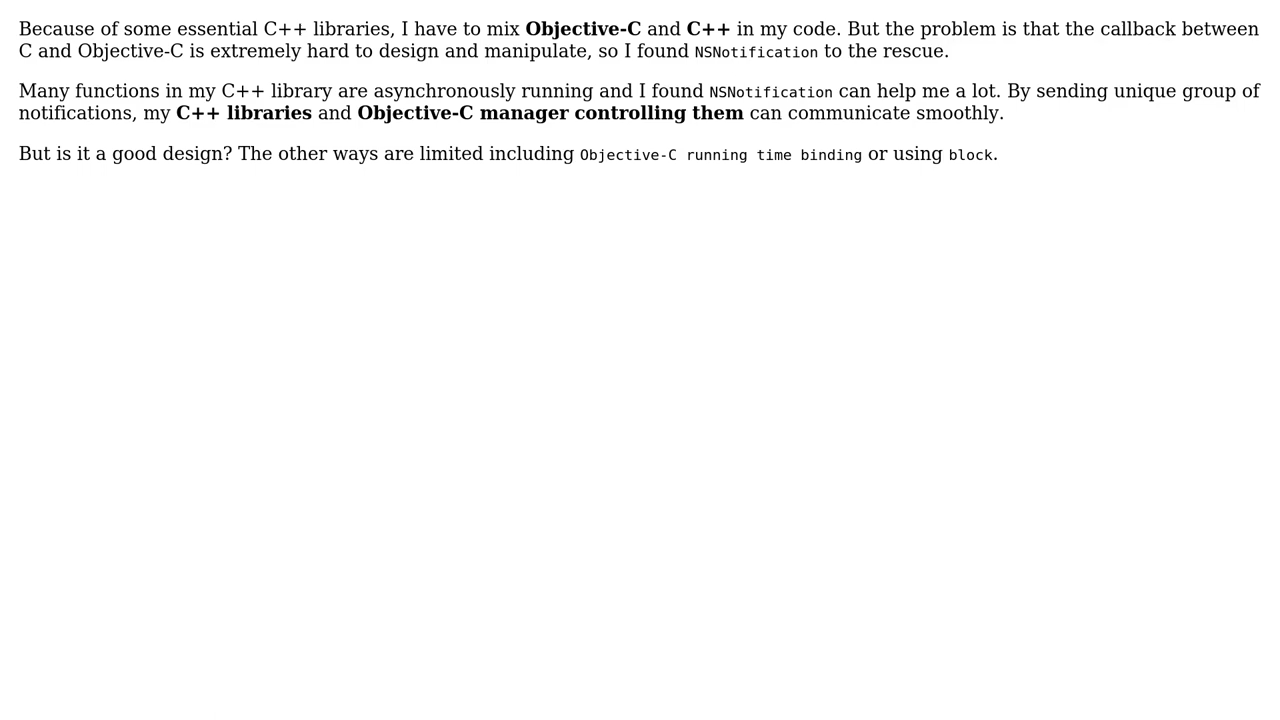 Because of some essential C++ libraries, I have to mix Objective-C and C++ in my code. But the problem is that the callback between
C and Objective-C is extremely hard to design and manipulate, so I found NSNotification to the rescue.
Many functions in my C++ library are asynchronously running and I found NSNotification can help me a lot. By sending unique group of
notifications, my C++ libraries and Objective-C manager controlling them can communicate smoothly.
But is it a good design? The other ways are limited including Objective-C running time binding or using block.